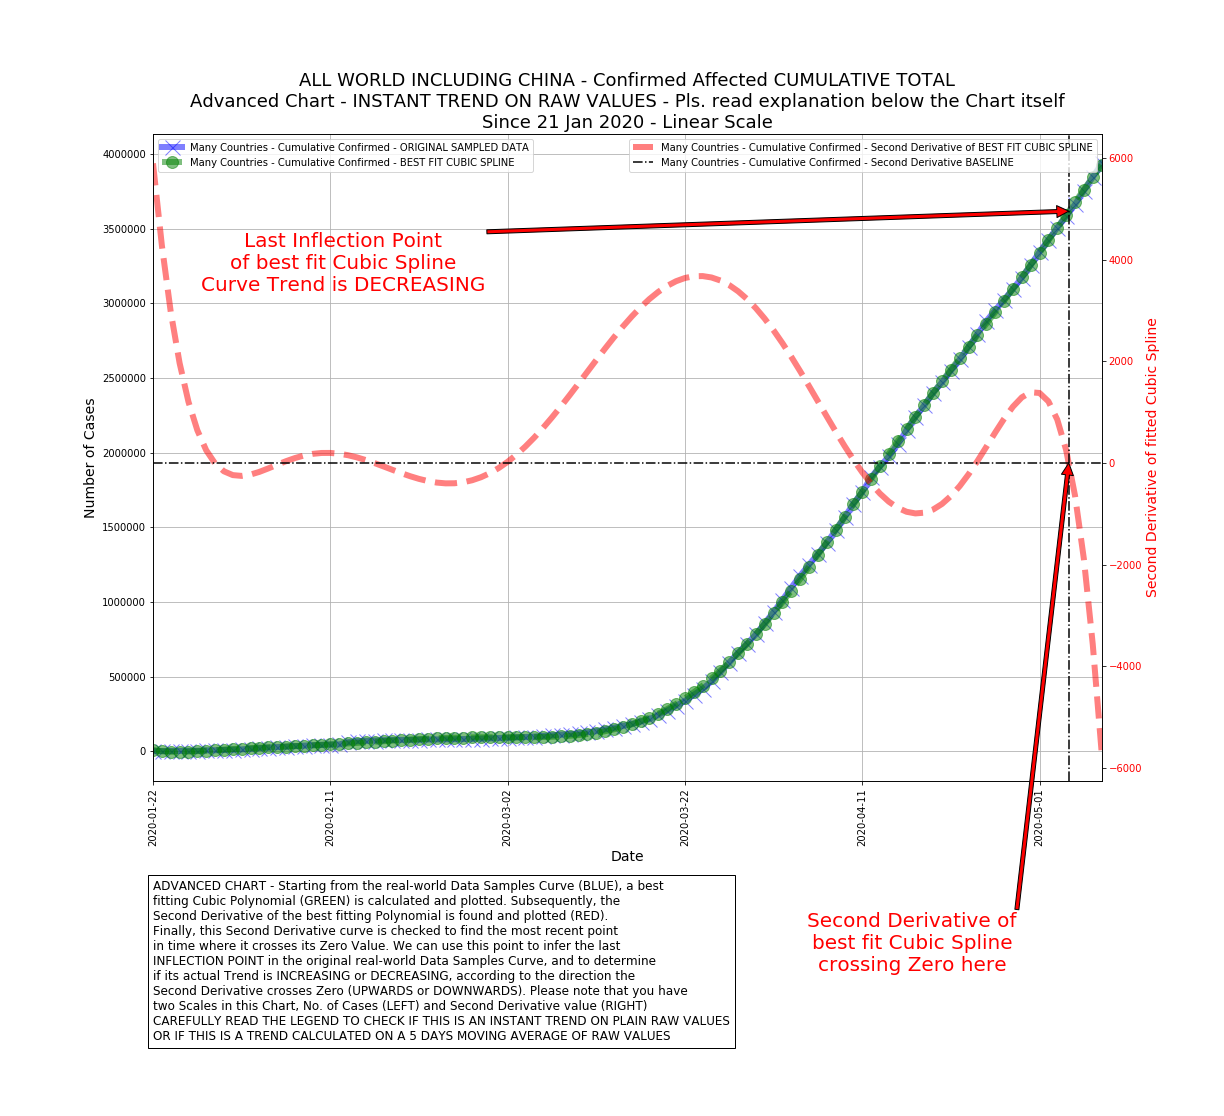 ALL WORLD INCLUDING CHINA - Confirmed Affected CUMULATIVE TOTAL
Advanced Chart - INSTANT TREND ON RAW VALUES - Pls. read explanation below the Chart itself
Since 21 Jan 2020 - Linear Scale
Many Countries - Cumulative Confirmed - ORIGINAL SAMPLED DATA
Many Countries - Cumulative Confirmed - BEST FIT CUBIC SPLINE
Many Countries - Cumulative Confirmed - Second Derivative of BEST FIT CUBIC SPLINE
Many Countries - Cumulative Confirmed - Second Derivative BASELINE
Last Inflection Point
of best fit Cubic Spline
Curve Trend is DECREASING
Number of Cases
4000000
3500000
3000000
2500000
2000000
1500000
1000000
500000
0
6000
4000
2000
0
−2000
−4000
−6000
Second Derivative of fitted Cubic Spline
2020-01-22
2020-02-11
2020-03-02
2020-03-22
2020-04-11
2020-05-01
Date
ADVANCED CHART - Starting from the real-world Data Samples Curve (BLUE), a best
fitting Cubic Polynomial (GREEN) is calculated and plotted. Subsequently, the
Second Derivative of the best fitting Polynomial is found and plotted (RED).
Finally, this Second Derivative curve is checked to find the most recent point
in time where it crosses its Zero Value. We can use this point to infer the last
INFLECTION POINT in the original real-world Data Samples Curve, and to determine
if its actual Trend is INCREASING or DECREASING, according to the direction the
Second Derivative crosses Zero (UPWARDS or DOWNWARDS). Please note that you have
two Scales in this Chart, No. of Cases (LEFT) and Second Derivative value (RIGHT)
CAREFULLY READ THE LEGEND TO CHECK IF THIS IS AN INSTANT TREND ON PLAIN RAW VALUES
OR IF THIS IS A TREND CALCULATED ON A 5 DAYS MOVING AVERAGE OF RAW VALUES
Second Derivative of
best fit Cubic Spline
crossing Zero here